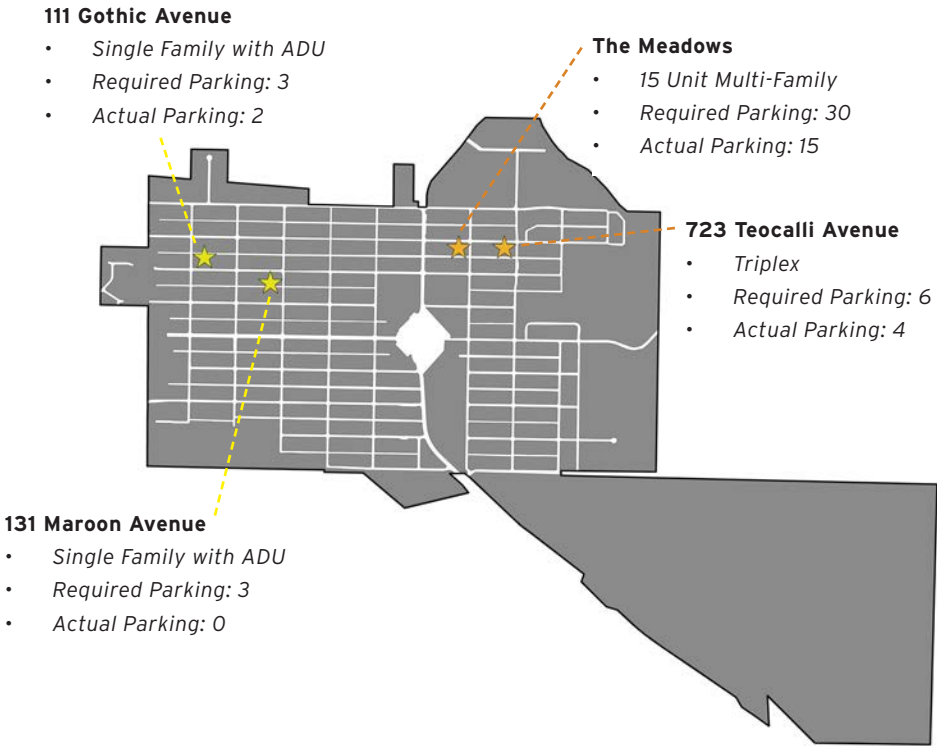 111 Gothic Avenue
• Single Family with ADU
• Required Parking: 3
• Actual Parking: 2
The Meadows
• 15 Unit Multi-Family
• Required Parking: 30
• Actual Parking: 15
723 Teocalli Avenue
• Triplex
• Required Parking: 6
• Actual Parking: 4
131 Maroon Avenue
• Single Family with ADU
• Required Parking: 3
• Actual Parking: 0